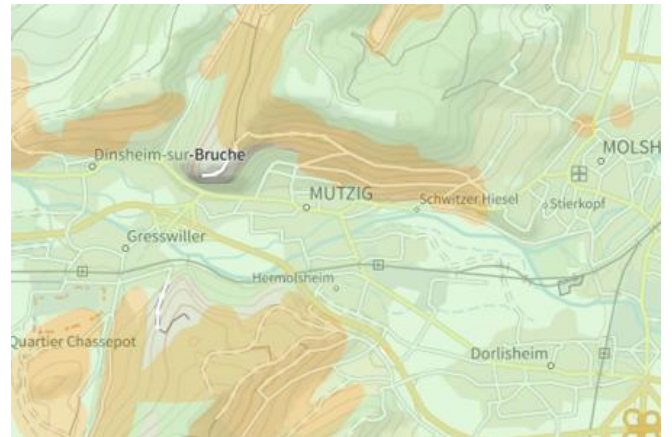 Dinsheim-sur-Bruche
MOLSH
MUTZIG
Schwitzer Hiesel
Stierkopf
Gresswiller
Hermolsheim
Quartier Chassepot
Dorlisheim